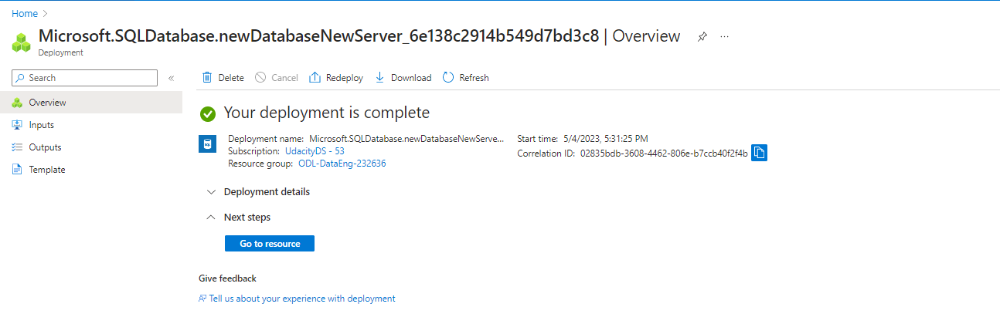 Home
Microsoft.SQLDatabase.newDatabaseNewServer_6e138c2914b549d7bd3c8 | Overview
Deployment
Search
Delete
Cancel
Redeploy
Download
Refresh
Overview
Inputs
Outputs
Template
Your deployment is complete
Deployment name: Microsoft.SQLDatabase.newDatabaseNewServe...
Subscription: UdacityDS - 53
Resource group: ODL-DataEng-232636
Start time: 5/4/2023, 5:31:25 PM
Correlation ID: 02835bdb-3608-4462-806e-b7ccb40f2f4b
Deployment details
Next steps
Go to resource
Give feedback
Tell us about your experience with deployment